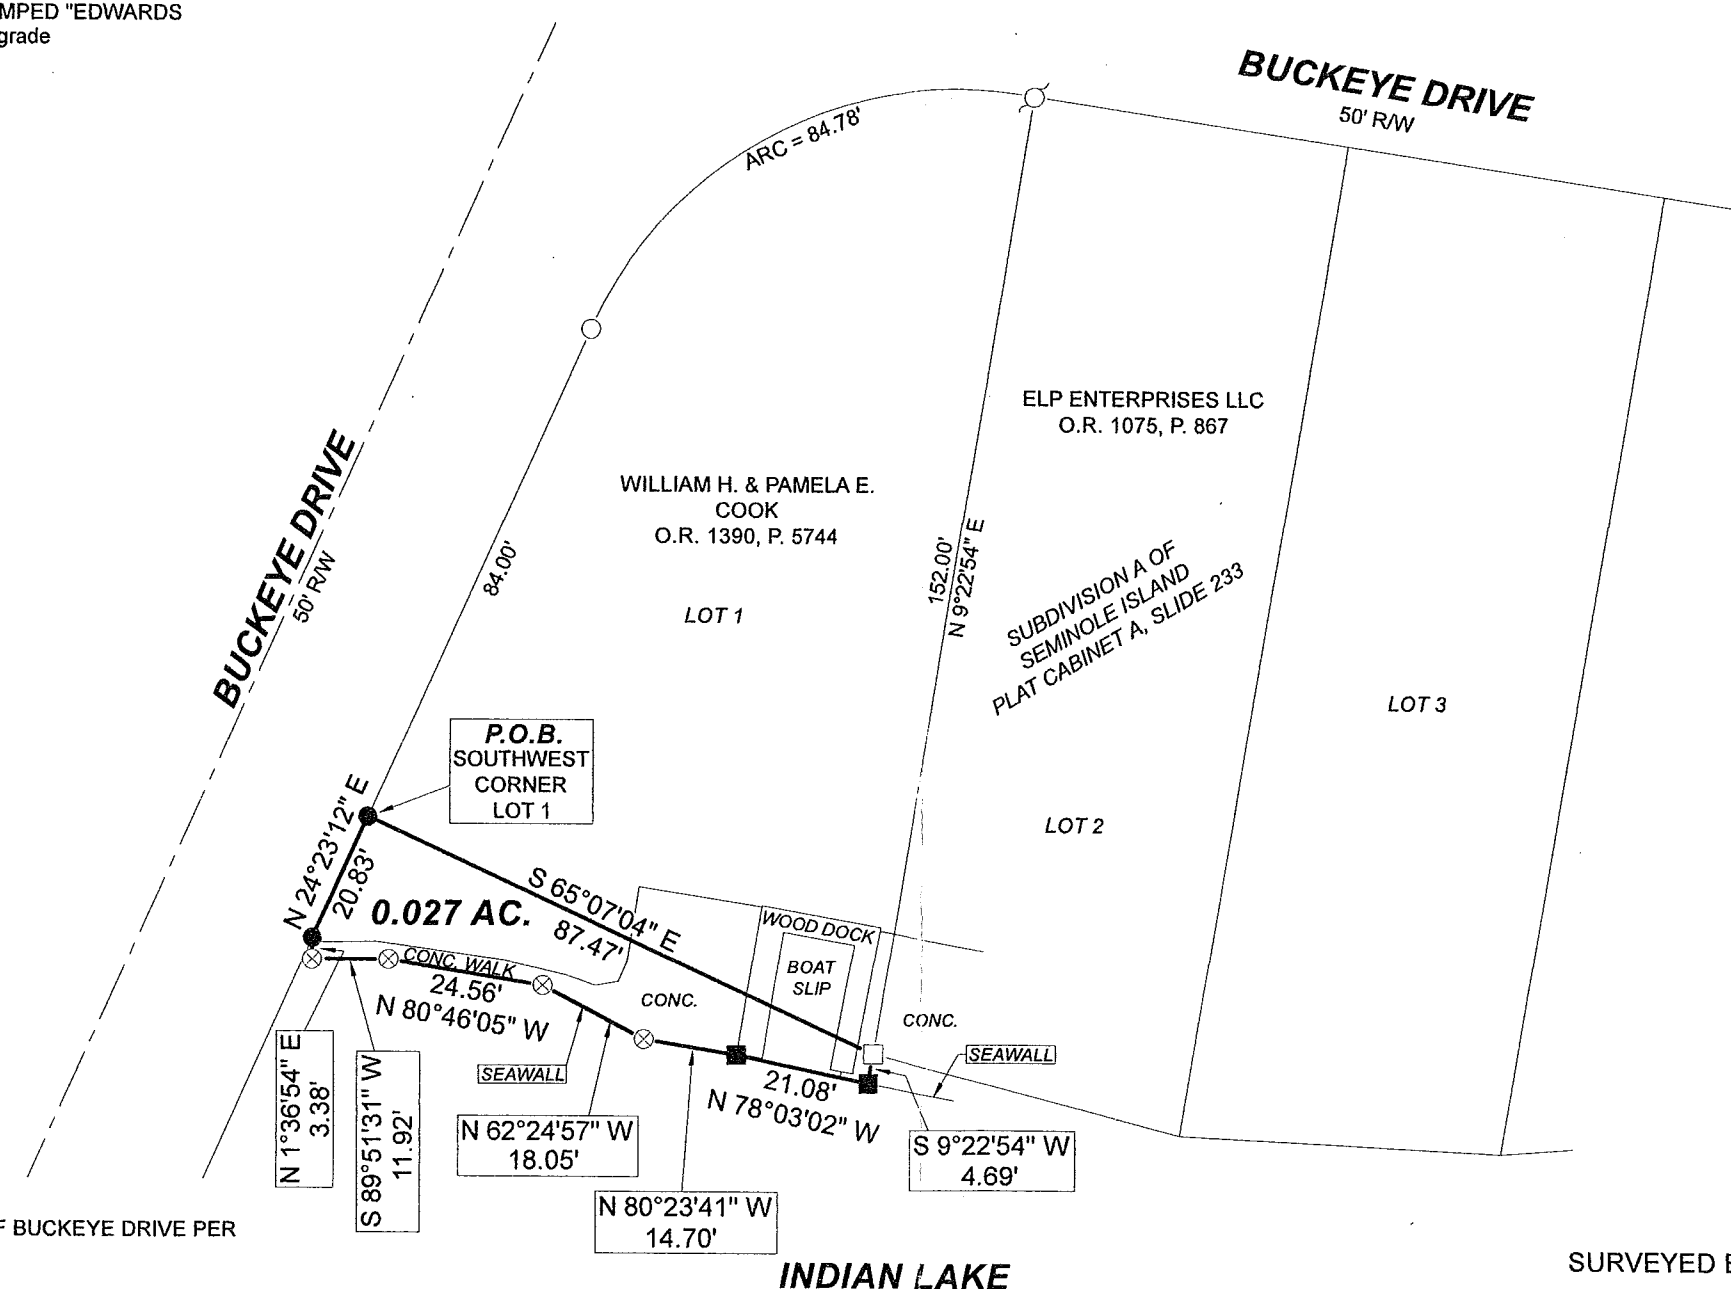 MPED "EDWARDS
grade
BUCKEYE DRIVE
50' R/W
ARC = 84.78'
ELP ENTERPRISES LLC
O.R. 1075, P. 867
WILLIAM H. & PAMELA E.
COOK
O.R. 1390, P. 5744
LOT 1
BUCKEYE DRIVE
50' R/W
84.00'
152.00'
N 9°22'54" E
SUBDIVISION A OF
SEMINOLE ISLAND
PLAT CABINET A, SLIDE 233
LOT 3
LOT 2
P.O.B.
SOUTHWEST
CORNER
LOT 1
N 24°23'12" E
20.83'
0.027 AC.
S 65°07'04" E
87.47'
WOOD DOCK
BOAT
SLIP
CONC. WALK
24.56'
N 80°46'05" W
CONC.
CONC.
SEAWALL
SEAWALL
21.08'
N 78°03'02" W
N 1°36'54" E
3.38'
S 89°51'31" W
11.92'
N 62°24'57" W
18.05'
N 80°23'41" W
14.70'
S 9°22'54" W
4.69'
F BUCKEYE DRIVE PER
INDIAN LAKE
SURVEYED